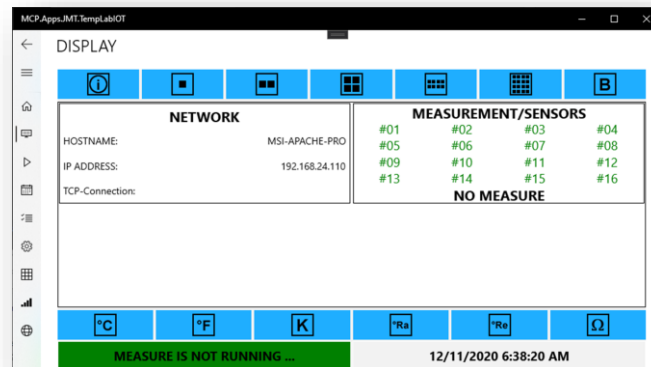 MCP.Apps.JMT.TempLabIOT
DISPLAY
B
NETWORK
HOSTNAME: MSI-APACHE-PRO
IP ADDRESS: 192.168.24.110
TCP-Connection:
MEASUREMENT/SENSORS
#01 #02 #03 #04
#05 #06 #07 #08
#09 #10 #11 #12
#13 #14 #15 #16
NO MEASURE
°C °F K °Ra °Re Ω
MEASURE IS NOT RUNNING ... 12/11/2020 6:38:20 AM